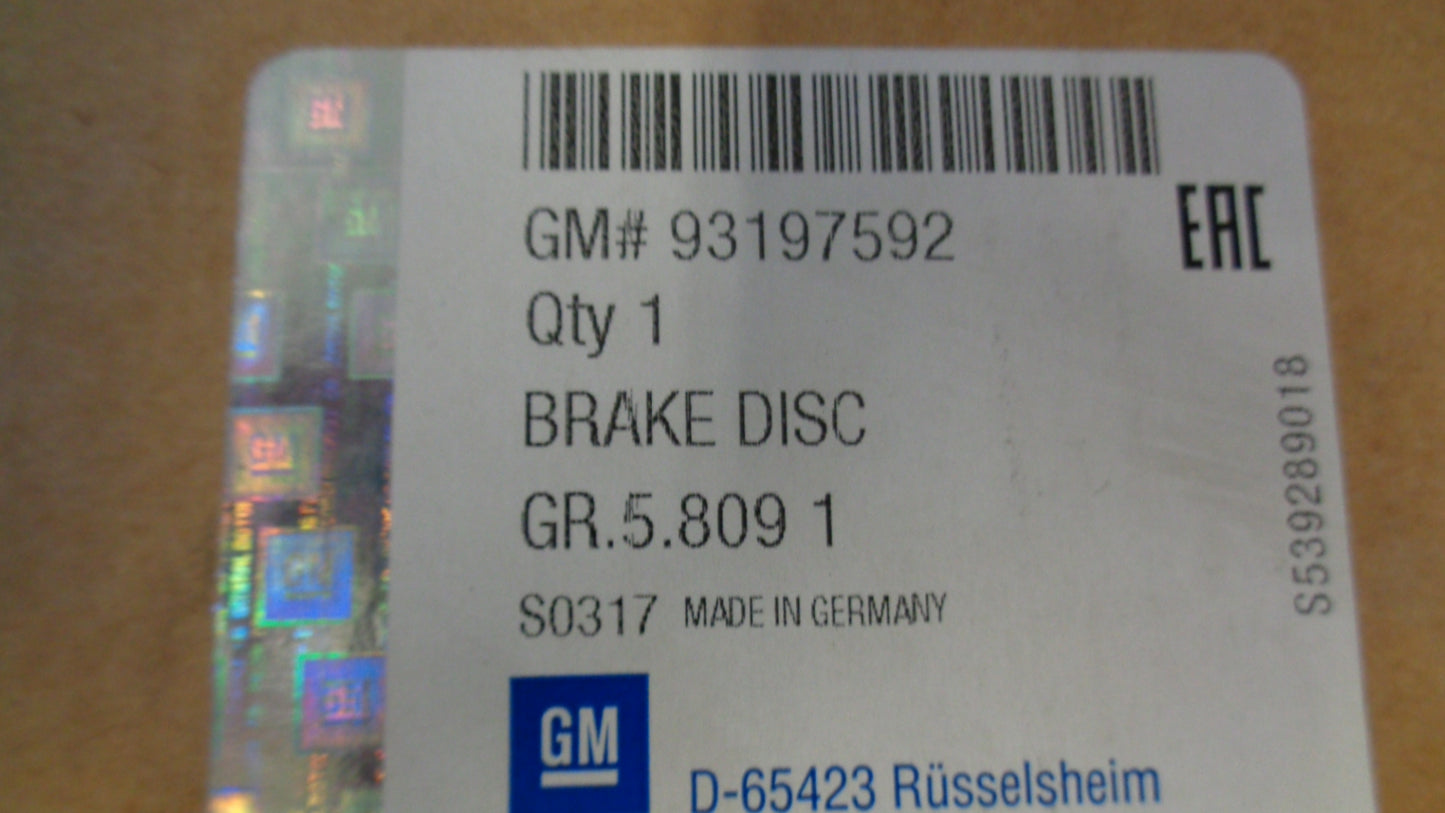 GM# 93197592
EAC
Qty 1
BRAKE DISC
GR.5.809 1
S0317 MADE IN GERMANY
GM
D-65423 Rüsselsheim
S539289018